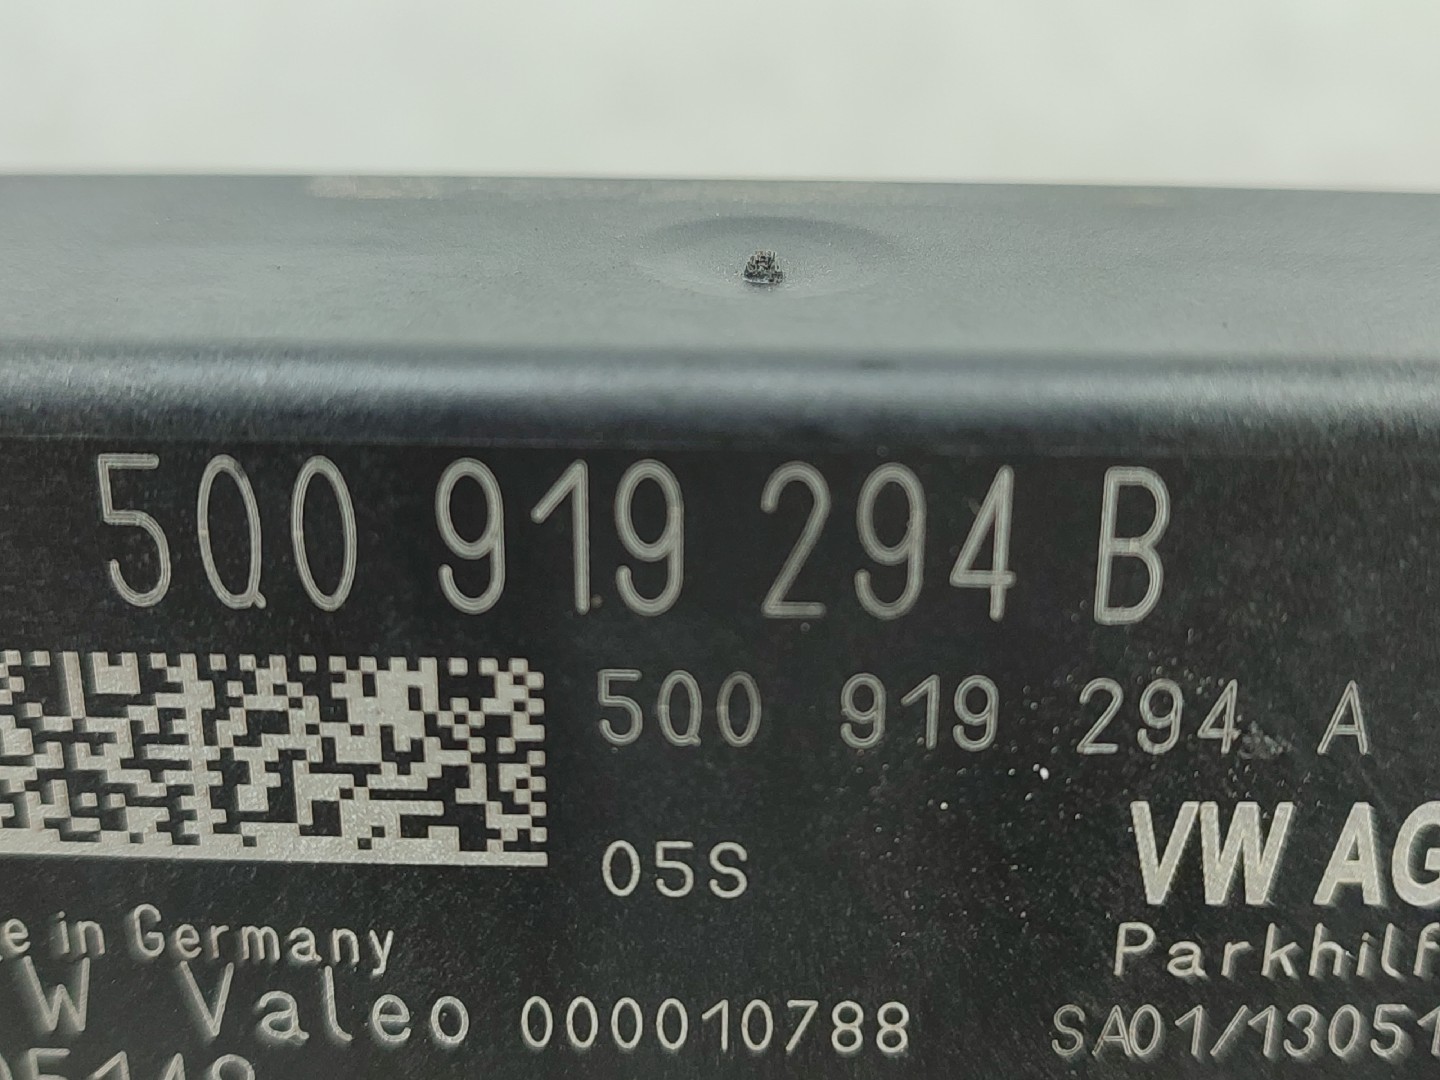 5Q0 919 294 B
5Q0 919 294 A
05S
VW AG
e in Germany
Parkhilf
W Valeo 000010788
SA01/13051